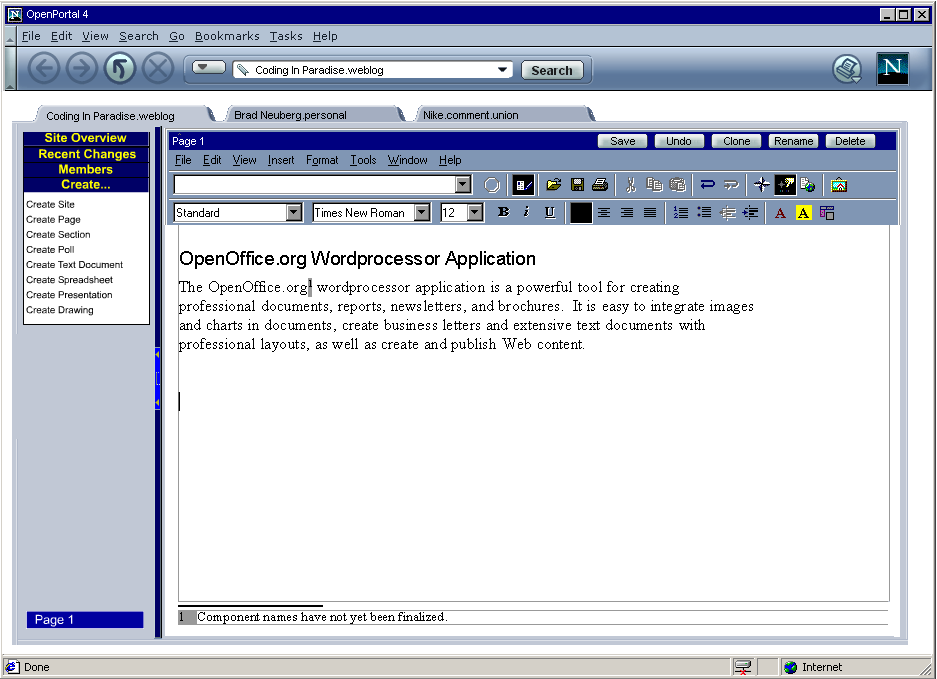 OpenPortal 4
File Edit View Search Go Bookmarks Tasks Help
Coding In Paradise.weblog Search N
Coding In Paradise.weblog Brad Neuberg.personal Nike.comment.union
Site Overview
Recent Changes
Members
Create...
Create Site
Create Page
Create Section
Create Poll
Create Text Document
Create Spreadsheet
Create Presentation
Create Drawing
Page 1
Page 1 Save Undo Clone Rename Delete
File Edit View Insert Format Tools Window Help
Standard Times New Roman 12 B i U A A
OpenOffice.org Wordprocessor Application
The OpenOffice.org1 wordprocessor application is a powerful tool for creating
professional documents, reports, newsletters, and brochures. It is easy to integrate images
and charts in documents, create business letters and extensive text documents with
professional layouts, as well as create and publish Web content.
1 Component names have not yet been finalized.
Done Internet